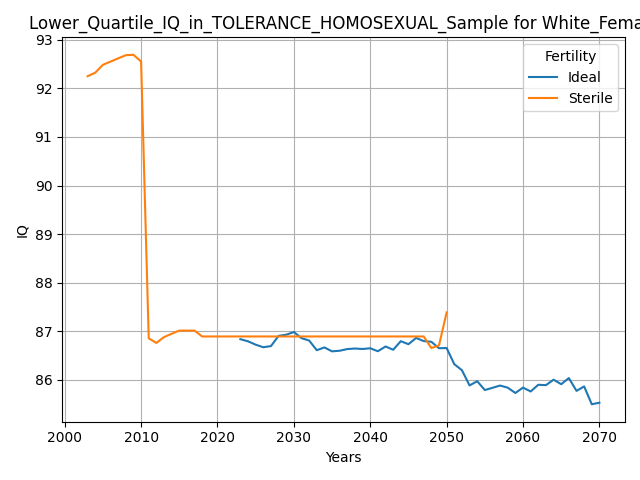 Lower_Quartile_IQ_in_TOLERANCE_HOMOSEXUAL_Sample for White_Fema
93
92
91
90
89
88
87
86
IQ
Fertility
Ideal
Sterile
2000 2010 2020 2030 2040 2050 2060 2070
Years